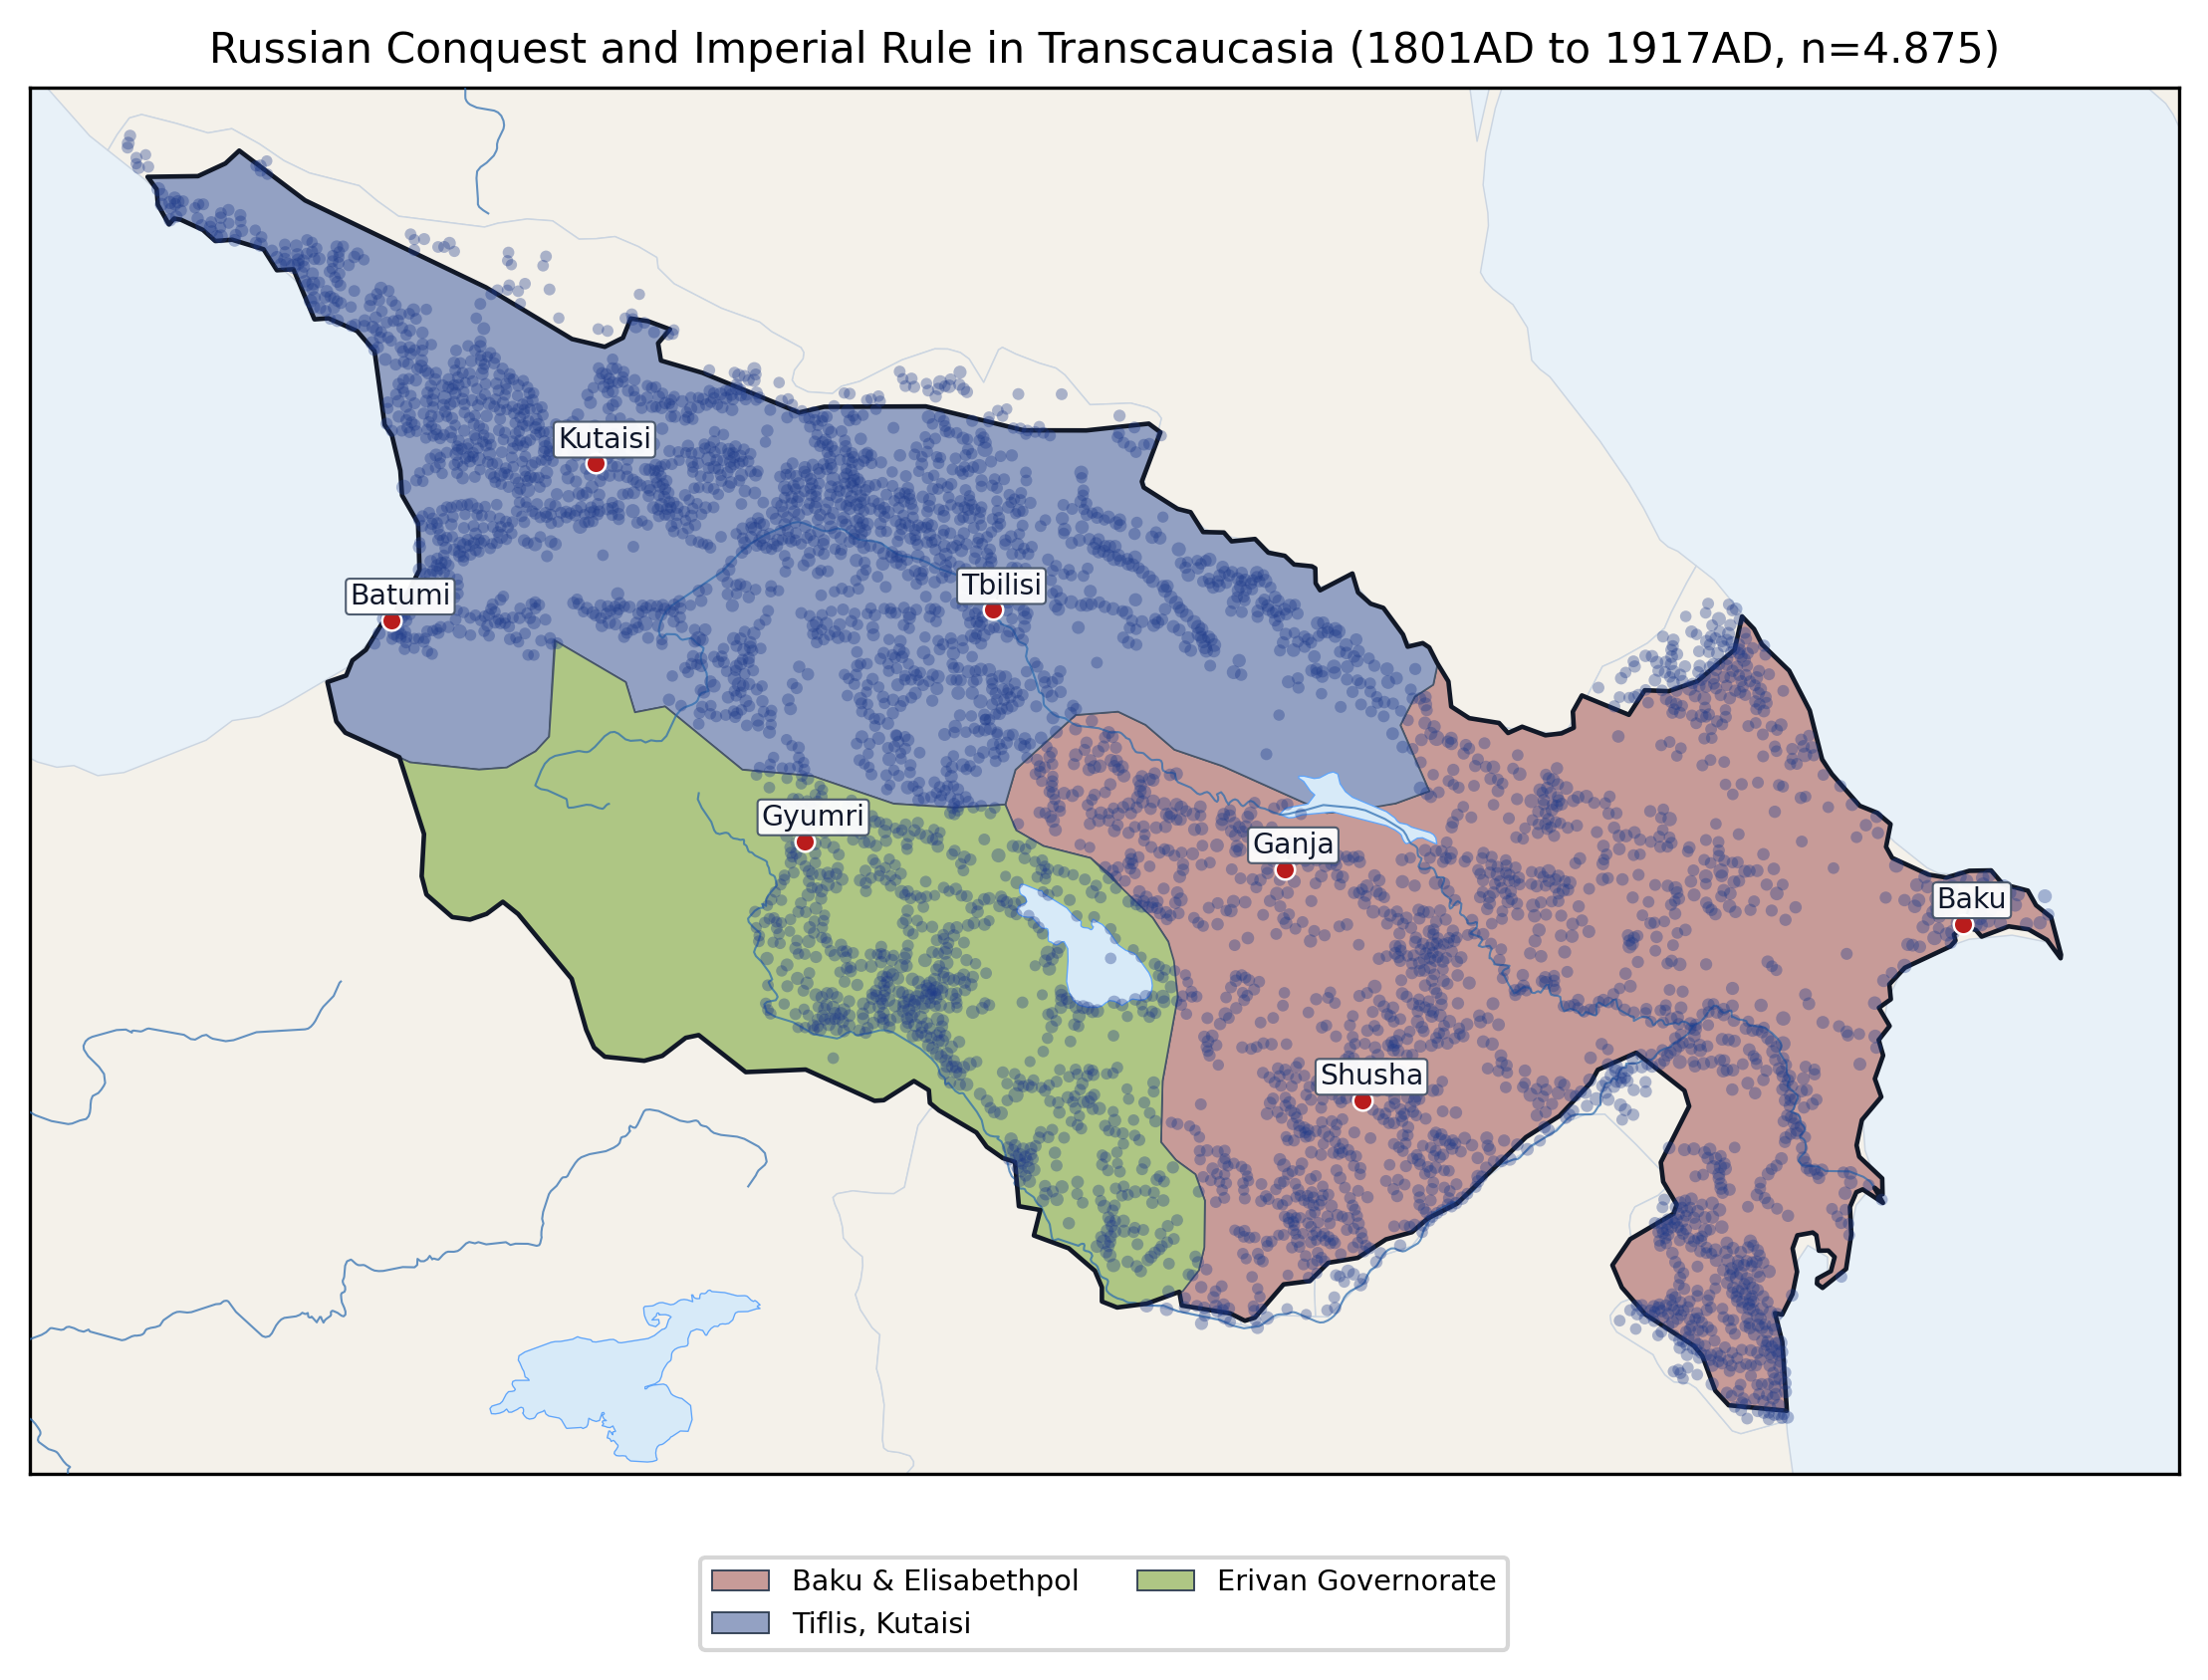 Russian Conquest and Imperial Rule in Transcaucasia (1801AD to 1917AD, n=4.875)
Kutaisi
Batumi
Tbilisi
Gyumri
Ganja
Baku
Shusha
Baku & Elisabethpol
Tiflis, Kutaisi
Erivan Governorate